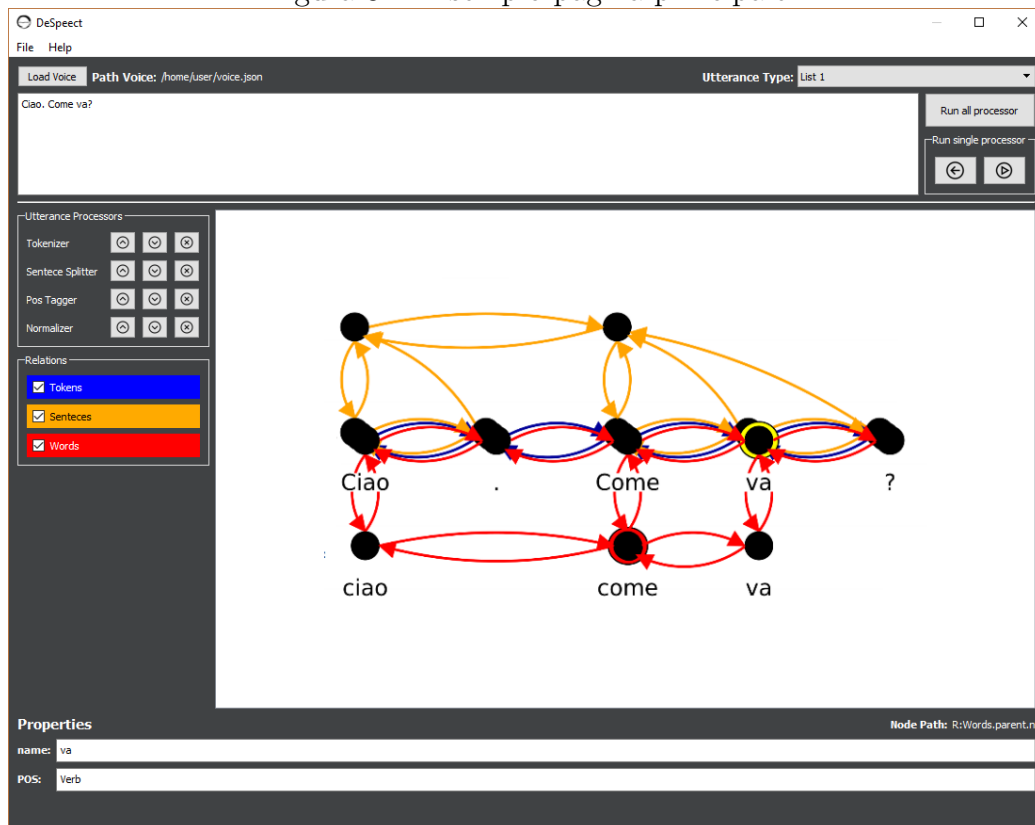 DeSpeect
File Help
Load Voice Path Voice: /home/user/voice.json Utterance Type: List 1
Ciao. Come va?
Run all processor
Run single processor
Utterance Processors
Tokenizer
Sentece Splitter
Pos Tagger
Normalizer
Relations
Tokens
Senteces
Words
Ciao . Come va ?
ciao come va
Properties Node Path: R:Words.parent.n
name: va
POS: Verb